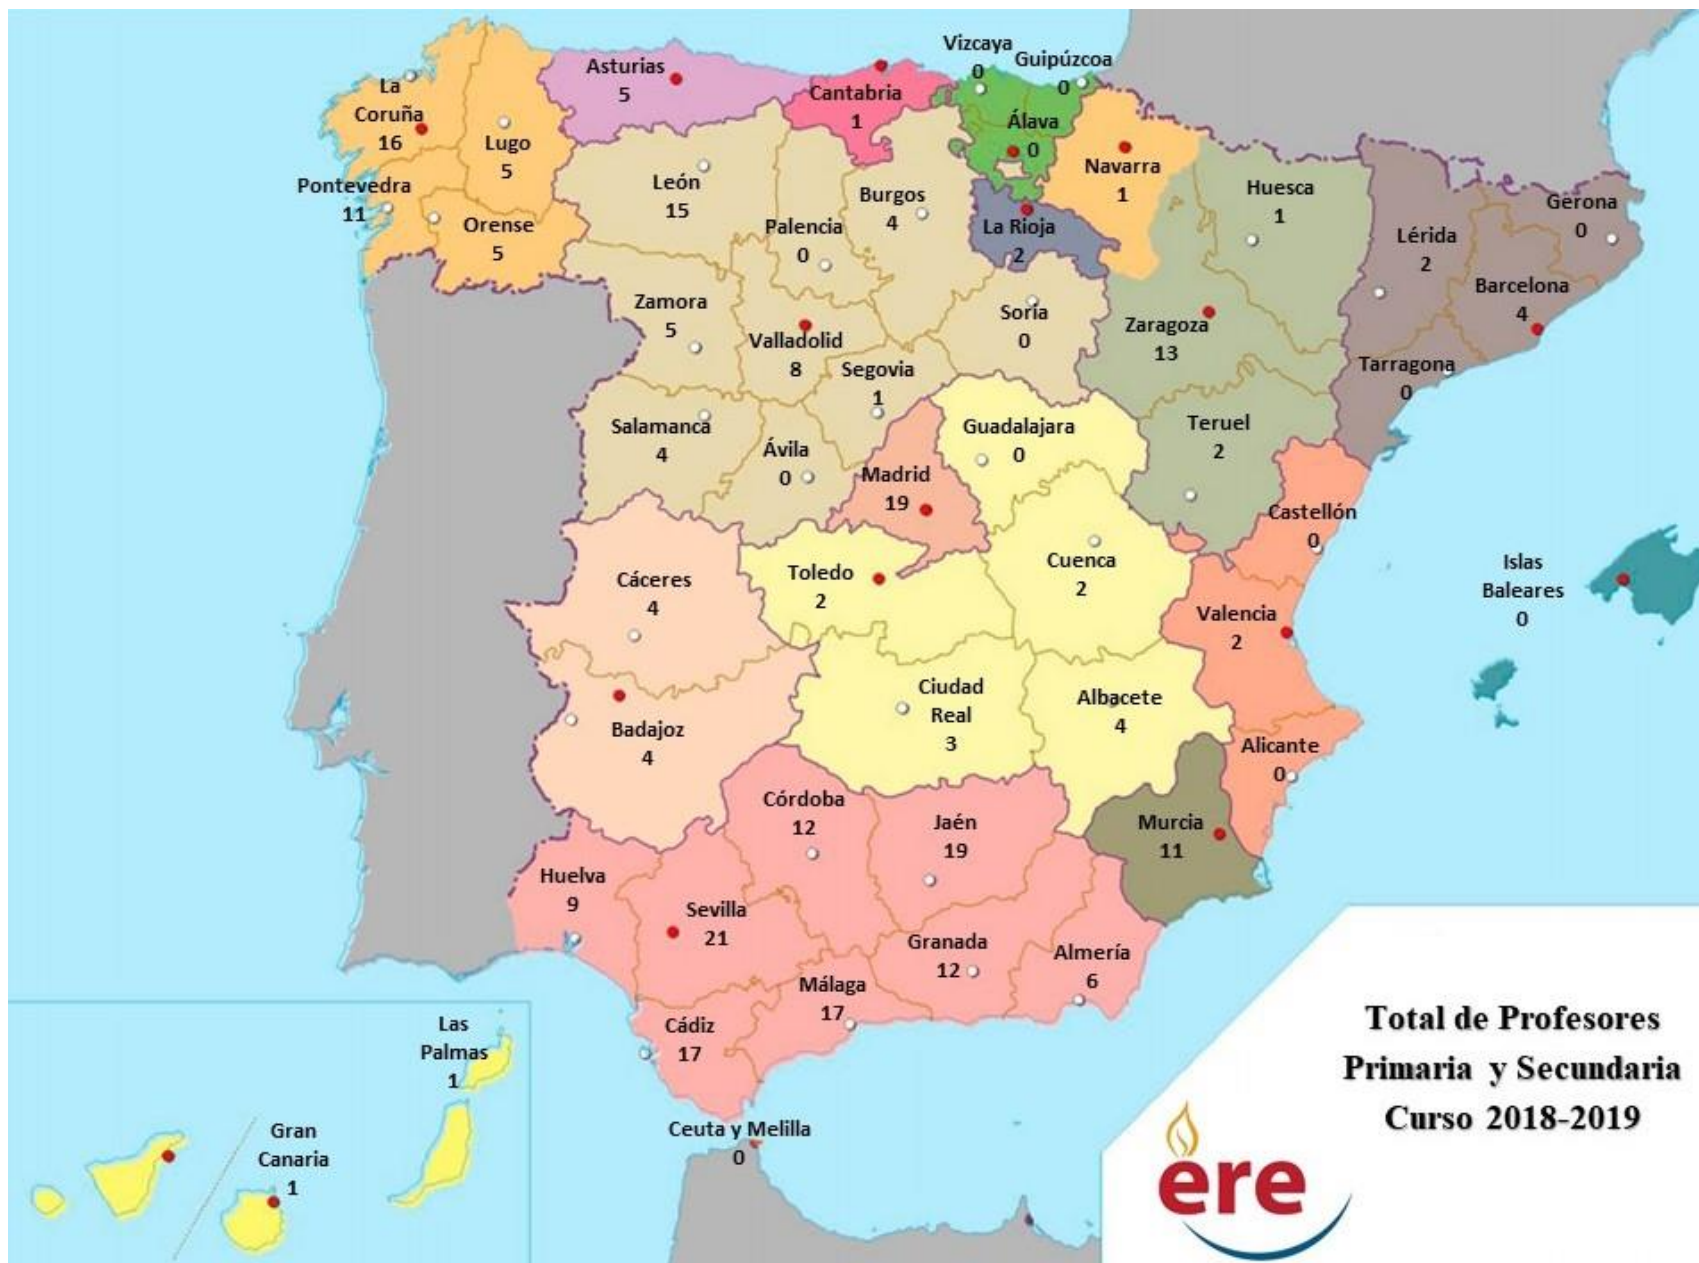 Vizcaya
0
Guipúzcoa
0
Asturias
5
La
Coruña
16
Cantabria
1
Álava
0
Lugo
5
Navarra
1
Pontevedra
11
León
15
Burgos
4
Huesca
1
Gerona
0
Orense
5
Palencia
0
La Rioja
2
Lérida
2
Barcelona
4
Zamora
5
Valladolid
8
Soria
0
Zaragoza
13
Segovia
1
Tarragona
0
Salamanca
4
Ávila
0
Guadalajara
0
Teruel
2
Madrid
19
Castellón
0
Cáceres
4
Toledo
2
Cuenca
2
Islas
Baleares
0
Valencia
2
Badajoz
4
Ciudad
Real
3
Albacete
4
Alicante
0
Córdoba
12
Jaén
19
Murcia
11
Huelva
9
Sevilla
21
Granada
12
Almería
6
Málaga
17
Cádiz
17
Las
Palmas
1
Gran
Canaria
1
Ceuta y Melilla
0
Total de Profesores
Primaria y Secundaria
Curso 2018-2019
ere